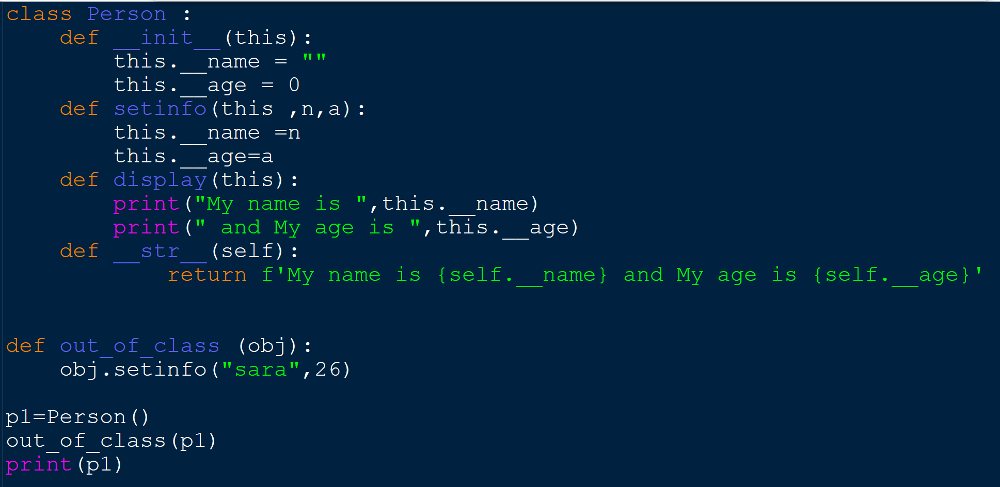 class Person :
    def __init__(this):
        this.__name = ""
        this.__age = 0
    def setinfo(this ,n,a):
        this.__name =n
        this.__age=a
    def display(this):
        print("My name is ",this.__name)
        print(" and My age is ",this.__age)
    def __str__(self):
            return f'My name is {self.__name} and My age is {self.__age}'
def out_of_class (obj):
    obj.setinfo("sara",26)
p1=Person()
out_of_class(p1)
print(p1)